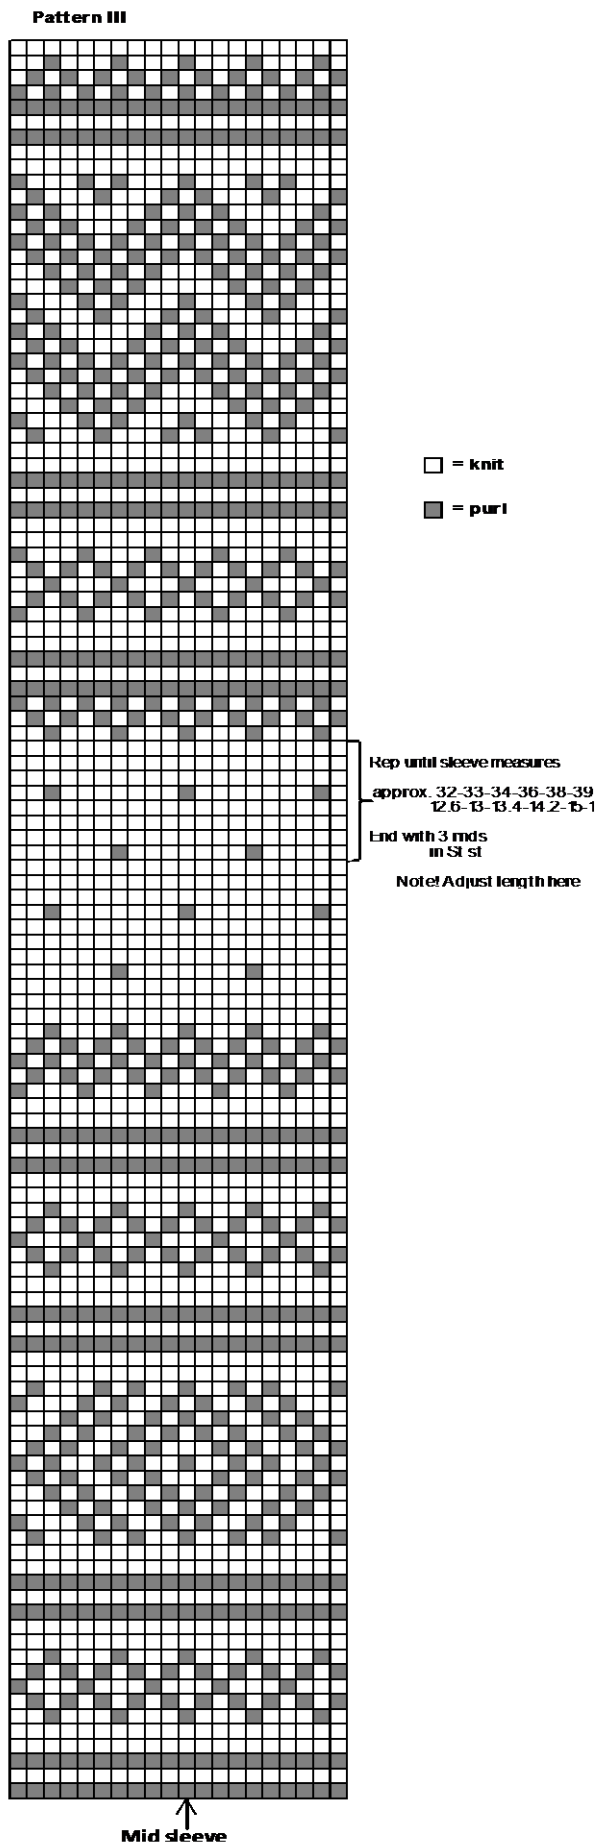 Pattern III
= knit
= purl
Rep until sleeve measures
approx. 32-33-34-36-38-39
12.6-13-13.4-14.2-15-1
End with 3 rnds
in St st
Note! Adjust length here
Mid sleeve